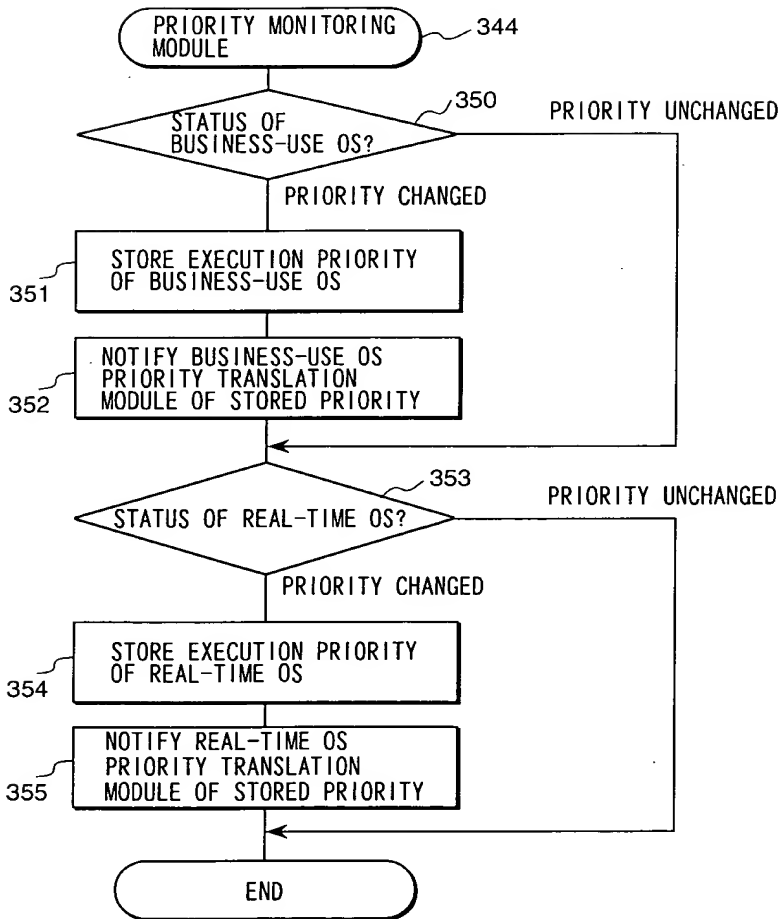 PRIORITY MONITORING
MODULE
344
350
STATUS OF
BUSINESS-USE OS?
PRIORITY UNCHANGED
PRIORITY CHANGED
STORE EXECUTION PRIORITY
OF BUSINESS-USE OS
351
NOTIFY BUSINESS-USE OS
PRIORITY TRANSLATION
MODULE OF STORED PRIORITY
352
353
STATUS OF REAL-TIME OS?
PRIORITY UNCHANGED
PRIORITY CHANGED
STORE EXECUTION PRIORITY
OF REAL-TIME OS
354
NOTIFY REAL-TIME OS
PRIORITY TRANSLATION
MODULE OF STORED PRIORITY
355
END